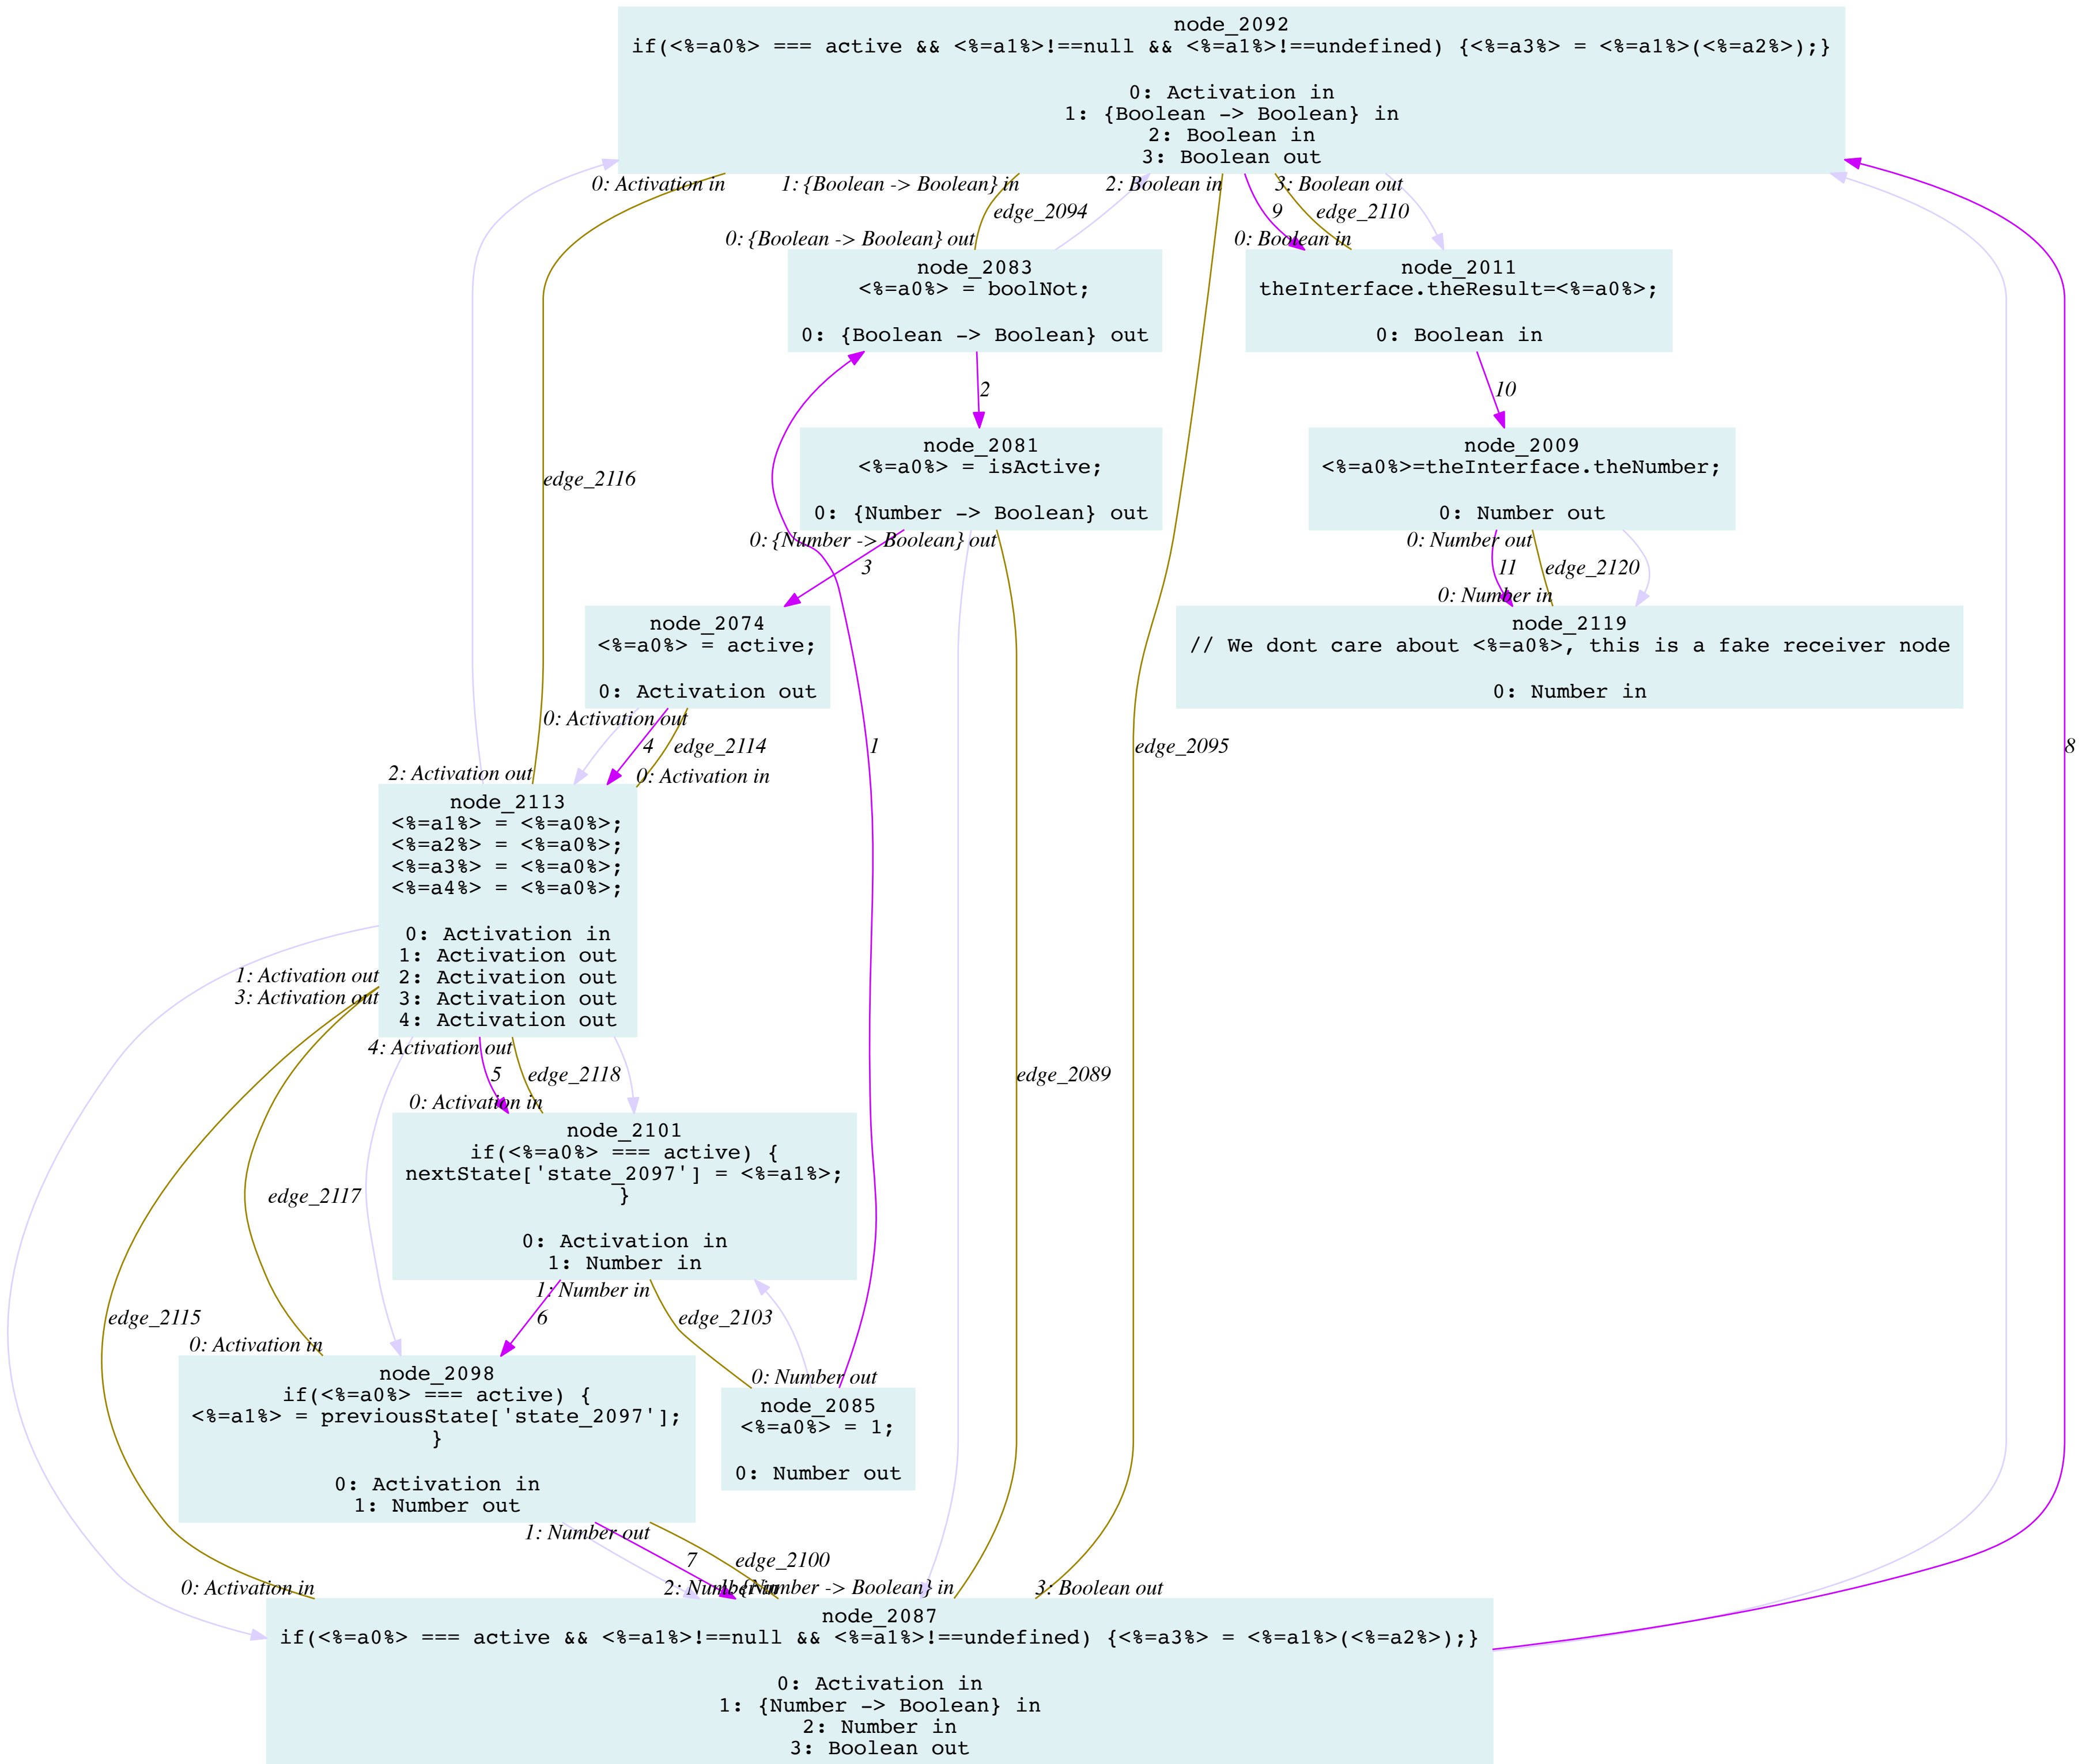 node_2092
if(<%=a0%> === active && <%=a1%>!==null && <%=a1%>!==undefined) {<%=a3%> = <%=a1%>(<%=a2%>);}
0: Activation in
1: {Boolean -> Boolean} in
2: Boolean in
3: Boolean out
0: Activation in
1: {Boolean -> Boolean} in
2: Boolean in
3: Boolean out
edge_2094
9
edge_2110
0: {Boolean -> Boolean} out
0: Boolean in
node_2083
<%=a0%> = boolNot;
0: {Boolean -> Boolean} out
node_2011
theInterface.theResult=<%=a0%>;
0: Boolean in
2
10
node_2081
<%=a0%> = isActive;
0: {Number -> Boolean} out
node_2009
<%=a0%>=theInterface.theNumber;
0: Number out
edge_2116
0: {Number -> Boolean} out
0: Number out
3
11
edge_2120
0: Number in
node_2074
<%=a0%> = active;
0: Activation out
node_2119
// We dont care about <%=a0%>, this is a fake receiver node
0: Number in
0: Activation out
4
edge_2114
1
edge_2095
8
2: Activation out
0: Activation in
node_2113
<%=a1%> = <%=a0%>;
<%=a2%> = <%=a0%>;
<%=a3%> = <%=a0%>;
<%=a4%> = <%=a0%>;
0: Activation in
1: Activation out
2: Activation out
3: Activation out
4: Activation out
1: Activation out
3: Activation out
4: Activation out
5
edge_2118
edge_2089
0: Activation in
node_2101
if(<%=a0%> === active) {
nextState['state_2097'] = <%=a1%>;
}
0: Activation in
1: Number in
edge_2117
1: Number in
edge_2115
6
edge_2103
0: Activation in
0: Number out
node_2098
if(<%=a0%> === active) {
<%=a1%> = previousState['state_2097'];
}
0: Activation in
1: Number out
node_2085
<%=a0%> = 1;
0: Number out
1: Number out
7
edge_2100
0: Activation in
2: Number in
1: {Number -> Boolean} in
3: Boolean out
node_2087
if(<%=a0%> === active && <%=a1%>!==null && <%=a1%>!==undefined) {<%=a3%> = <%=a1%>(<%=a2%>);}
0: Activation in
1: {Number -> Boolean} in
2: Number in
3: Boolean out